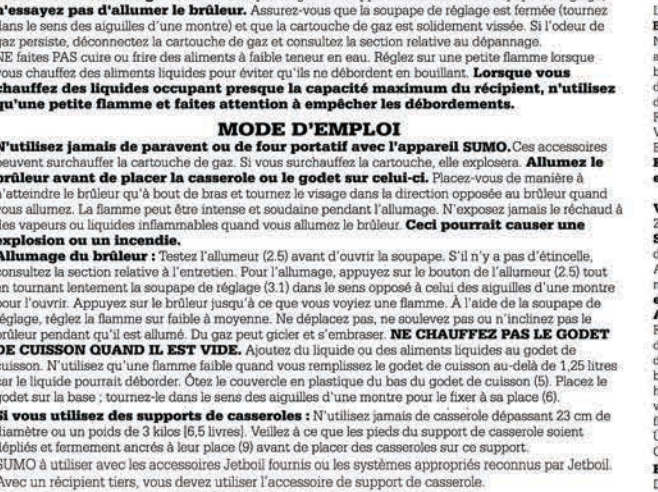 n'essayez pas d'allumer le brûleur. Assurez-vous que la soupape de réglage est fermée (tournez
dans le sens des aiguilles d'une montre) et que la cartouche de gaz est solidement vissée. Si l'odeur de
gaz persiste, déconnectez la cartouche de gaz et consultez la section relative au dépannage.
NE faites PAS cuire ou frire des aliments à faible teneur en eau. Réglez sur une petite flamme lorsque
vous chauffez des aliments liquides pour éviter qu'ils ne débordent en bouillant. Lorsque vous
chauffez des liquides occupant presque la capacité maximum du récipient, n'utilisez
qu'une petite flamme et faites attention à empêcher les débordements.
MODE D'EMPLOI
N'utilisez jamais de paravent ou de four portatif avec l'appareil SUMO. Ces accessoires
peuvent surchauffer la cartouche de gaz. Si vous surchauffez la cartouche, elle explosera. Allumez le
brûleur avant de placer la casserole ou le godet sur celui-ci. Placez-vous de manière à
n'atteindre le brûleur qu'à bout de bras et tournez le visage dans la direction opposée au brûleur quand
vous allumez. La flamme peut être intense et soudaine pendant l'allumage. N'exposez jamais le réchaud à
des vapeurs ou liquides inflammables quand vous allumez le brûleur. Ceci pourrait causer une
explosion ou un incendie.
Allumage du brûleur : Testez l'allumeur (2.5) avant d'ouvrir la soupape. S'il n'y a pas d'étincelle,
consultez la section relative à l'entretien. Pour l'allumage, appuyez sur le bouton de l'allumeur (2.5) tout
en tournant lentement la soupape de réglage (3.1) dans le sens opposé à celui des aiguilles d'une montre
pour l'ouvrir. Appuyez sur le brûleur jusqu'à ce que vous voyiez une flamme. À l'aide de la soupape de
réglage, réglez la flamme sur faible à moyenne. Ne déplacez pas, ne soulevez pas ou n'inclinez pas le
brûleur pendant qu'il est allumé. Du gaz peut gicler et s'embraser. NE CHAUFFEZ PAS LE GODET
DE CUISSON QUAND IL EST VIDE. Ajoutez du liquide ou des aliments liquides au godet de
cuisson. N'utilisez qu'une flamme faible quand vous remplissez le godet de cuisson au-delà de 1,25 litres
car le liquide pourrait déborder. Ôtez le couvercle en plastique du bas du godet de cuisson (5). Placez le
godet sur la base ; tournez-le dans le sens des aiguilles d'une montre pour le fixer à sa place (6).
Si vous utilisez des supports de casseroles : N'utilisez jamais de casserole dépassant 23 cm de
diamètre ou un poids de 3 kilos [6,5 livres]. Veillez à ce que les pieds du support de casserole soient
dépliés et fermement ancrés à leur place (9) avant de placer des casseroles sur ce support.
SUMO à utiliser avec les accessoires Jetboil fournis ou les systèmes appropriés reconnus par Jetboil.
Avec un récipient tiers, vous devez utiliser l'accessoire de support de casserole.